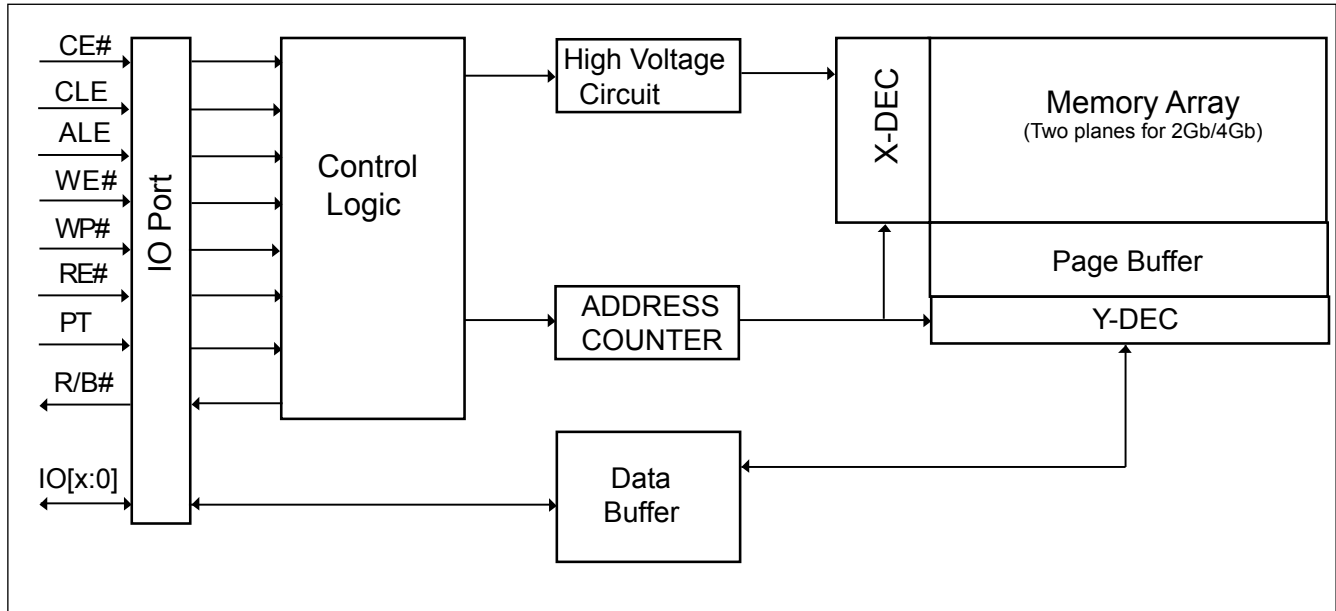 CE#
CLE
ALE
WE#
WP#
RE#
PT
R/B#
IO[x:0]
IO Port
Control
Logic
High Voltage
Circuit
ADDRESS
COUNTER
Data
Buffer
X-DEC
Memory Array
(Two planes for 2Gb/4Gb)
Page Buffer
Y-DEC